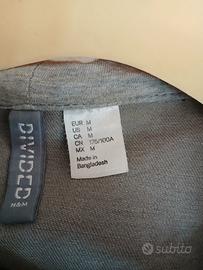 EUR M
US M
CA M
CN 175/100A
MX M
Made in
Bangladesh
DIVIDED
H&M
subito